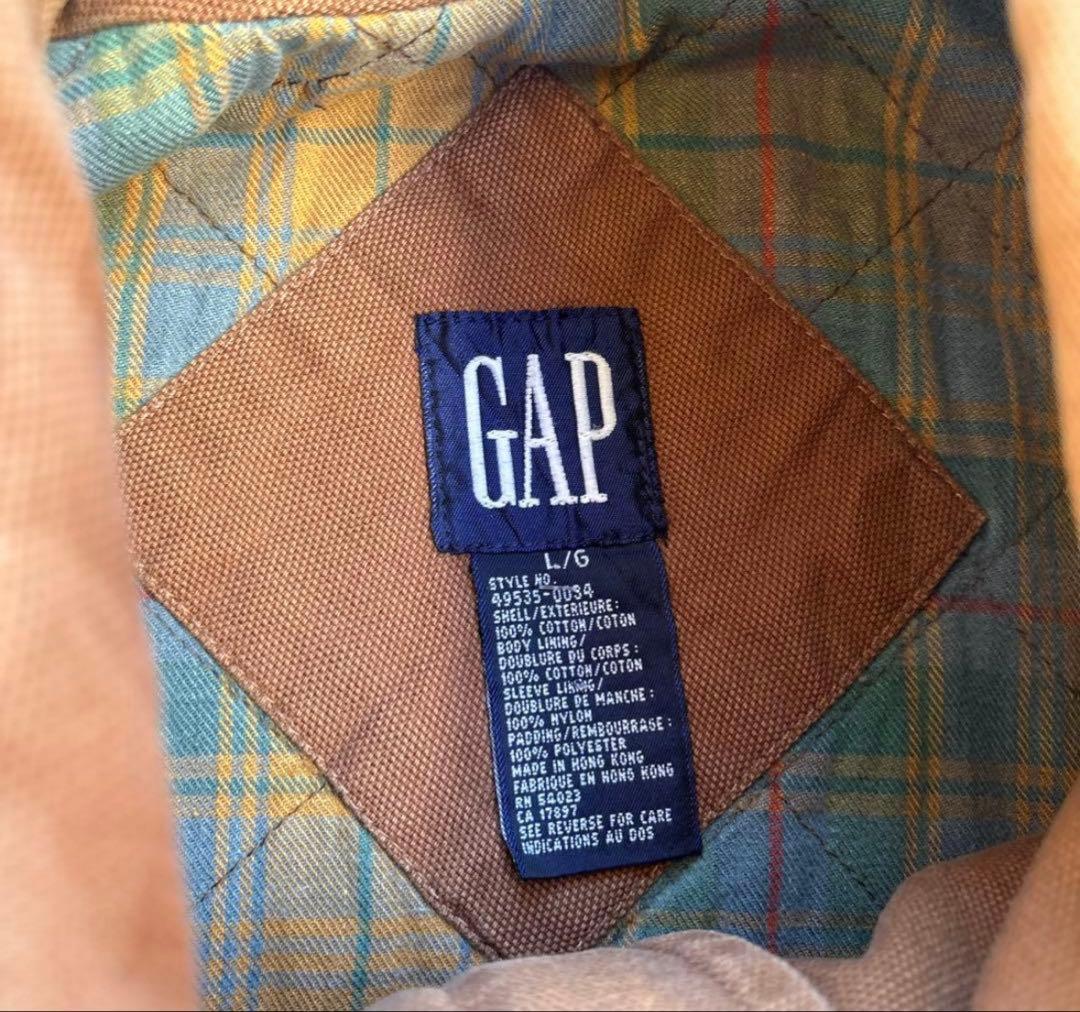 GAP
L/G
STYLE NO.
49535-0034
SHELL/EXTERIEURE:
100% COTTON/COTON
BODY LINING/
DOUBLURE DU CORPS:
100% COTTON/COTON
SLEEVE LINING/
DOUBLURE DE MANCHE:
100% NYLON
PADDING/REMBOURRAGE:
100% POLYESTER
MADE IN HONG KONG
FABRIQUE EN HONG KONG
RN 54023
CA 17897
SEE REVERSE FOR CARE
INDICATIONS AU DOS